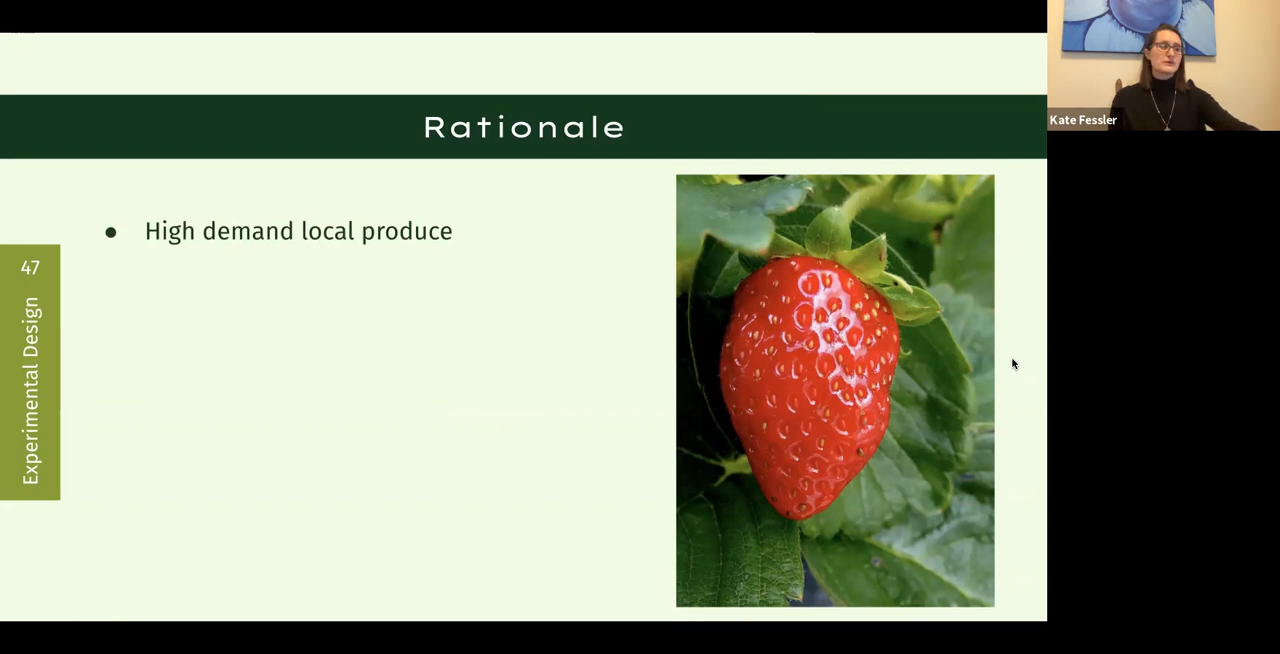 Rationale
● High demand local produce
47
Experimental Design
Kate Fessler